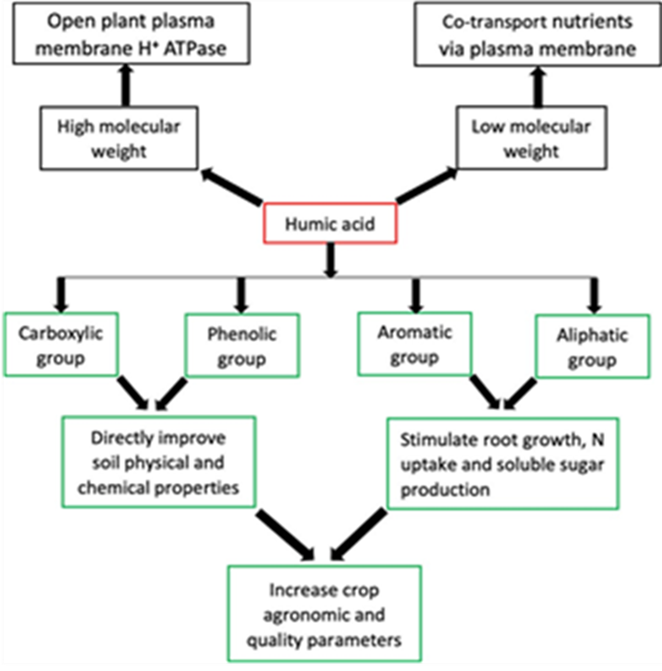 Open plant plasma
membrane H⁺ ATPase
Co-transport nutrients
via plasma membrane
High molecular
weight
Low molecular
weight
Humic acid
Carboxylic
group
Phenolic
group
Aromatic
group
Aliphatic
group
Directly improve
soil physical and
chemical properties
Stimulate root growth, N
uptake and soluble sugar
production
Increase crop
agronomic and
quality parameters